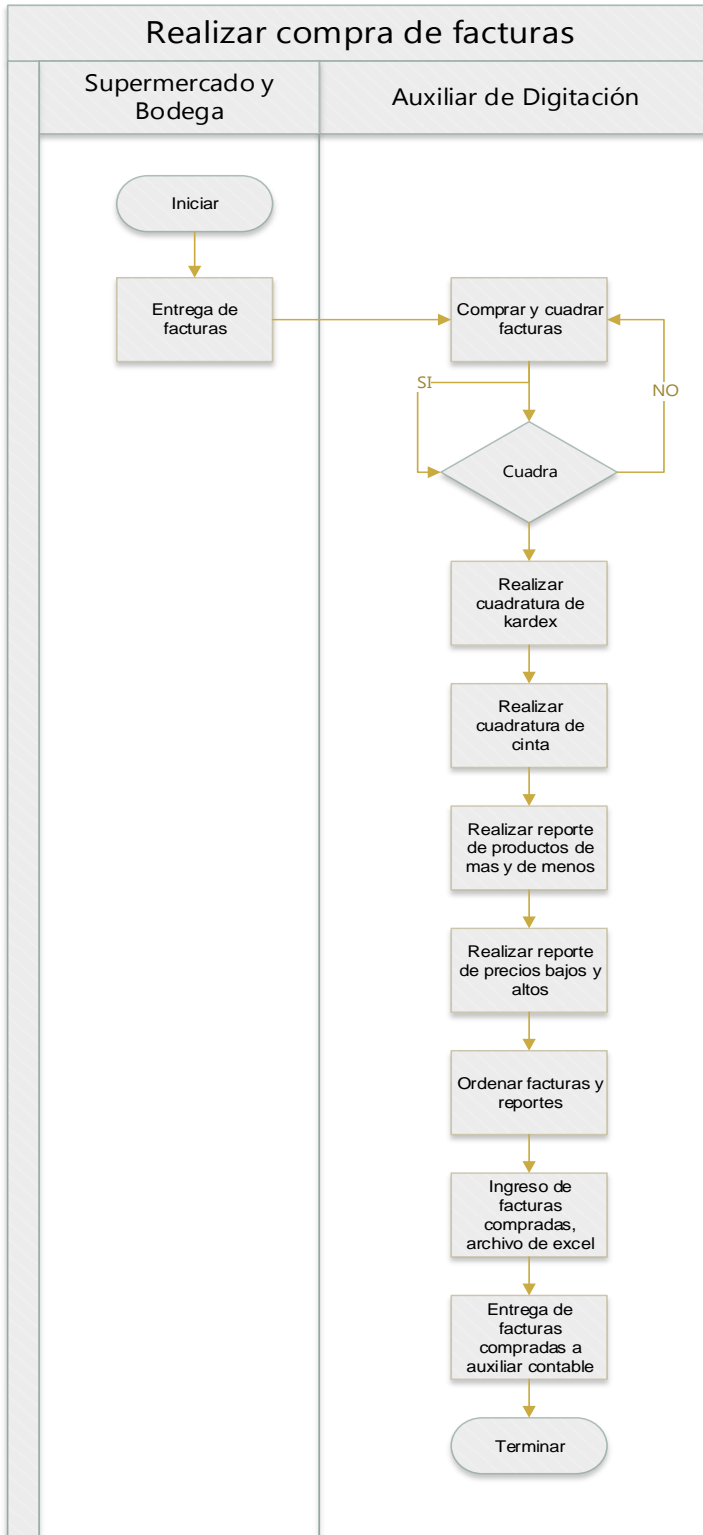 Realizar compra de facturas
Supermercado y
Bodega
Auxiliar de Digitación
Iniciar
Entrega de
facturas
Comprar y cuadrar
facturas
SI
NO
Cuadra
Realizar
cuadratura de
kardex
Realizar
cuadratura de
cinta
Realizar reporte
de productos de
mas y de menos
Realizar reporte
de precios bajos y
altos
Ordenar facturas y
reportes
Ingreso de
facturas
compradas,
archivo de excel
Entrega de
facturas
compradas a
auxiliar contable
Terminar